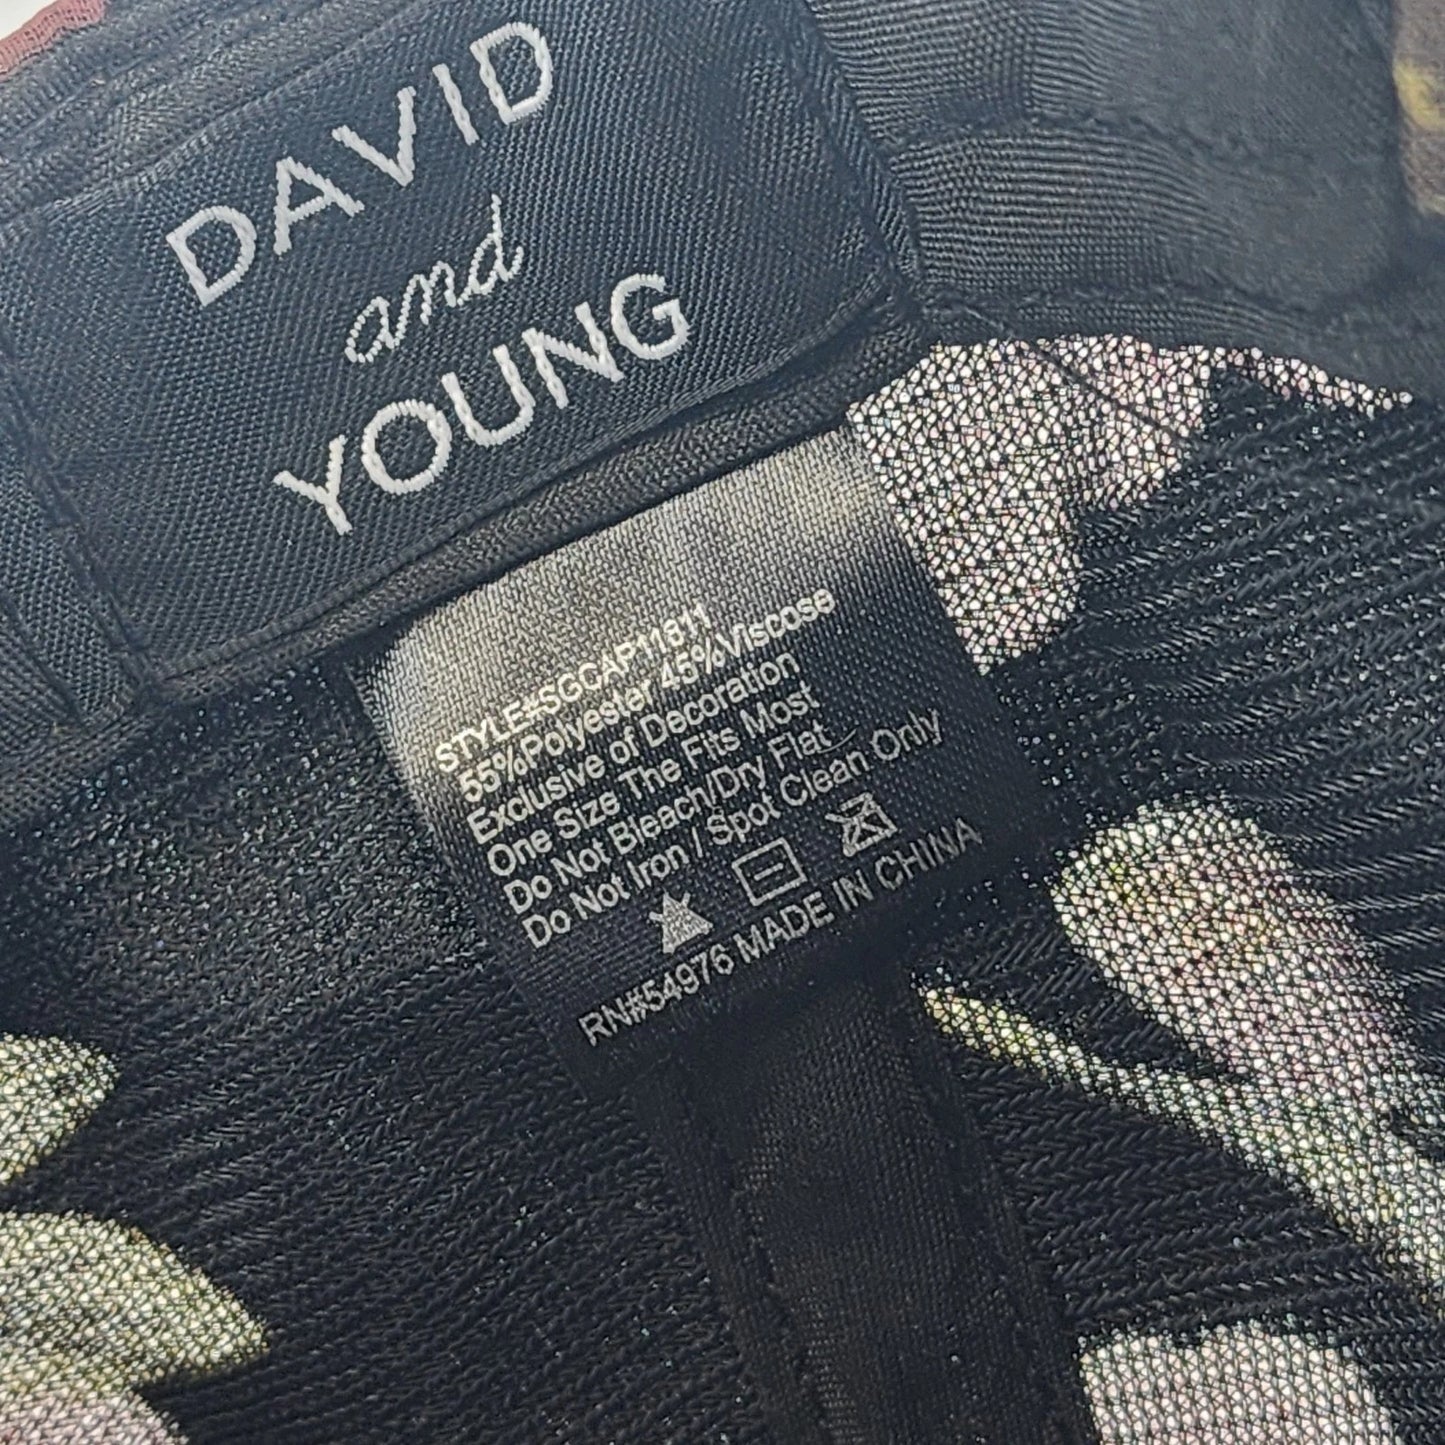 DAVID
and
YOUNG
STYLE#SGCAP11811
55%Polyester 45%Viscose
Exclusive of Decoration
One Size The Fits Most
Do Not Bleach/Dry Flat
Do Not Iron / Spot Clean Only
RN#54976 MADE IN CHINA